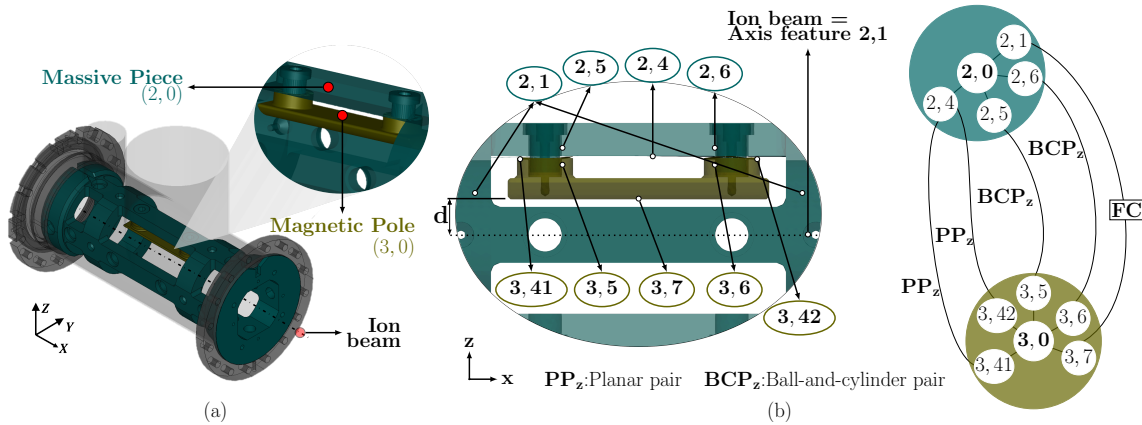 Massive Piece
(2, 0)
Magnetic Pole
(3, 0)
Z
Y
X
Ion
beam
(a)
Ion beam =
Axis feature 2,1
2, 1
2, 5
2, 4
2, 6
d
3, 41
3, 5
3, 7
3, 6
3, 42
z
x
PPz:Planar pair
BCPz:Ball-and-cylinder pair
(b)
2, 1
2, 0
2, 6
2, 4
2, 5
BCPz
BCPz
FC
PPz
PPz
3, 5
3, 42
3, 6
3, 0
3, 7
3, 41